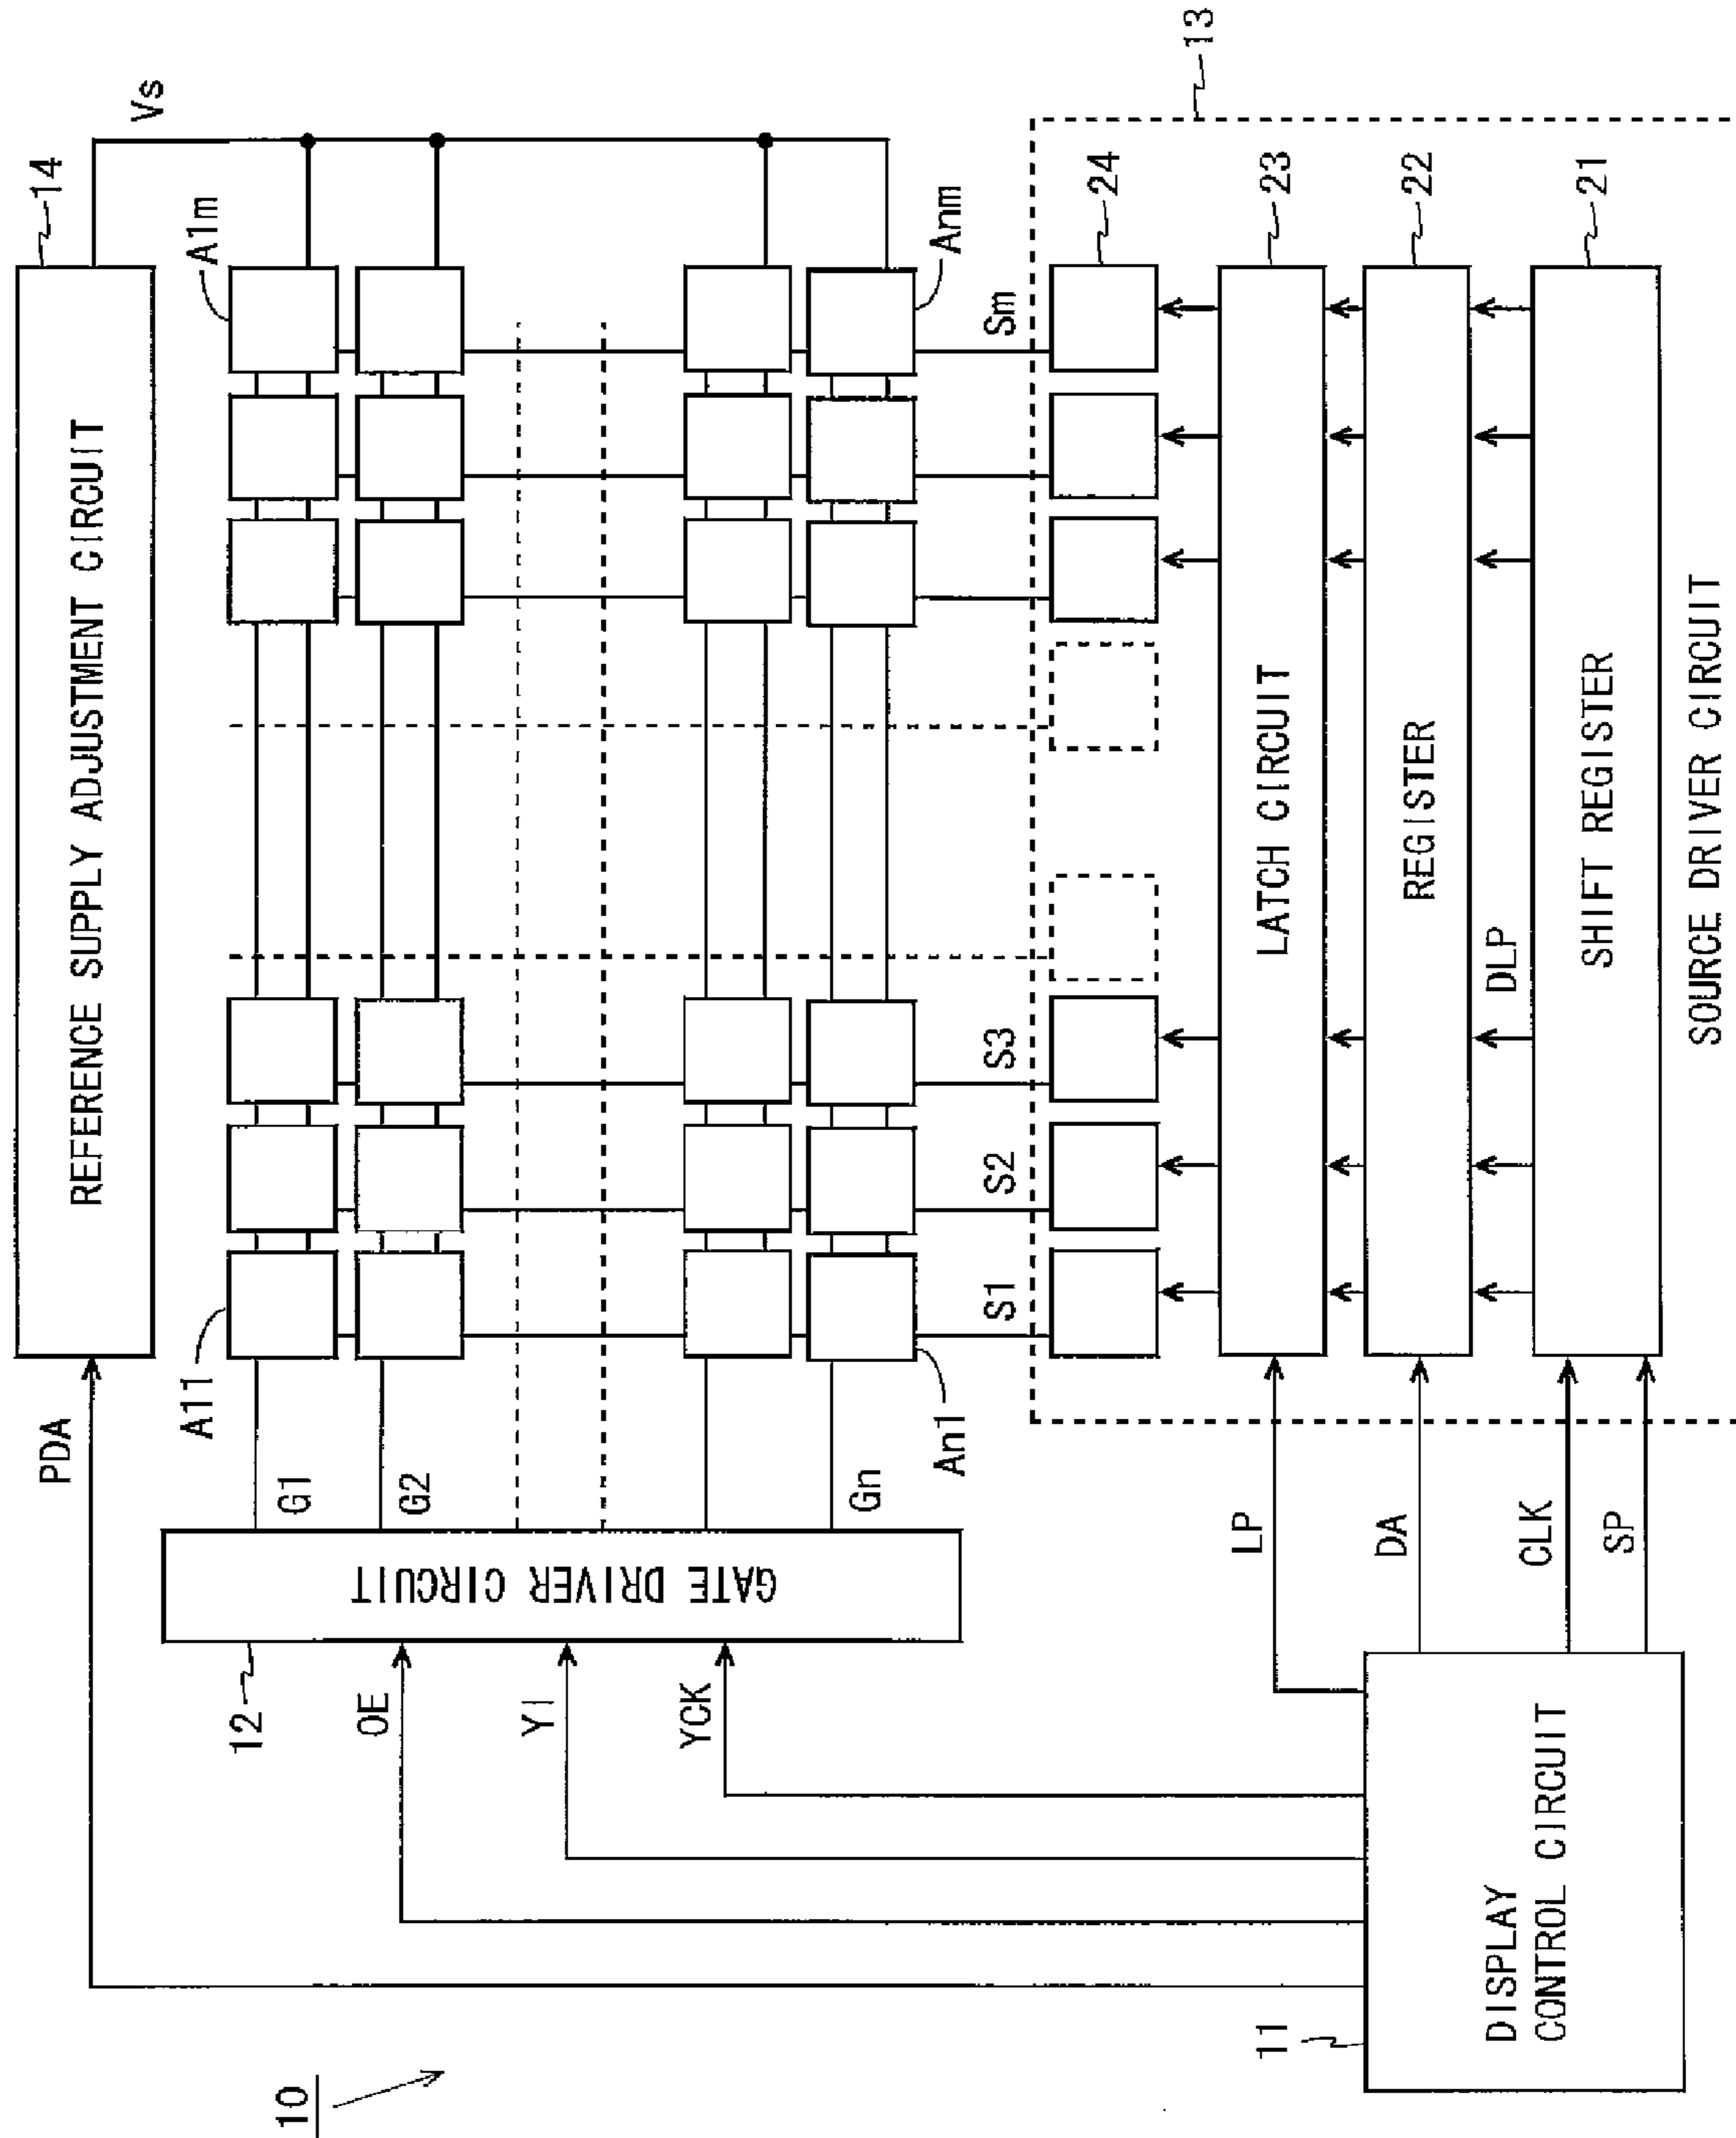 10
PDA
REFERENCE SUPPLY ADJUSTMENT CIRCUIT
14
Vs
A11
A1m
12
GATE DRIVER CIRCUIT
G1
G2
Gn
OE
YI
YCK
An1
Anm
S1
S2
S3
Sm
13
24
LP
LATCH CIRCUIT
23
DA
REGISTER
22
DLP
CLK
SP
SHIFT REGISTER
21
SOURCE DRIVER CIRCUIT
11
DISPLAY
CONTROL CIRCUIT